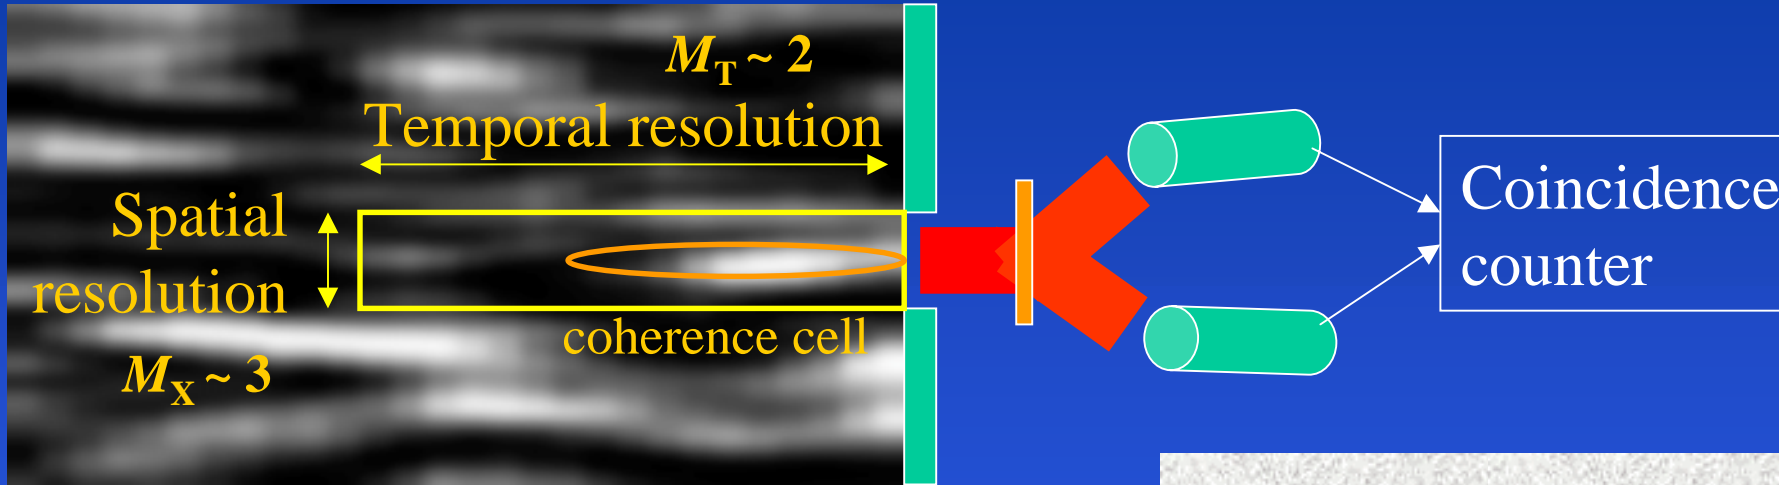 M_T ~ 2
Temporal resolution
Spatial
resolution
M_X ~ 3
coherence cell
Coincidence
counter